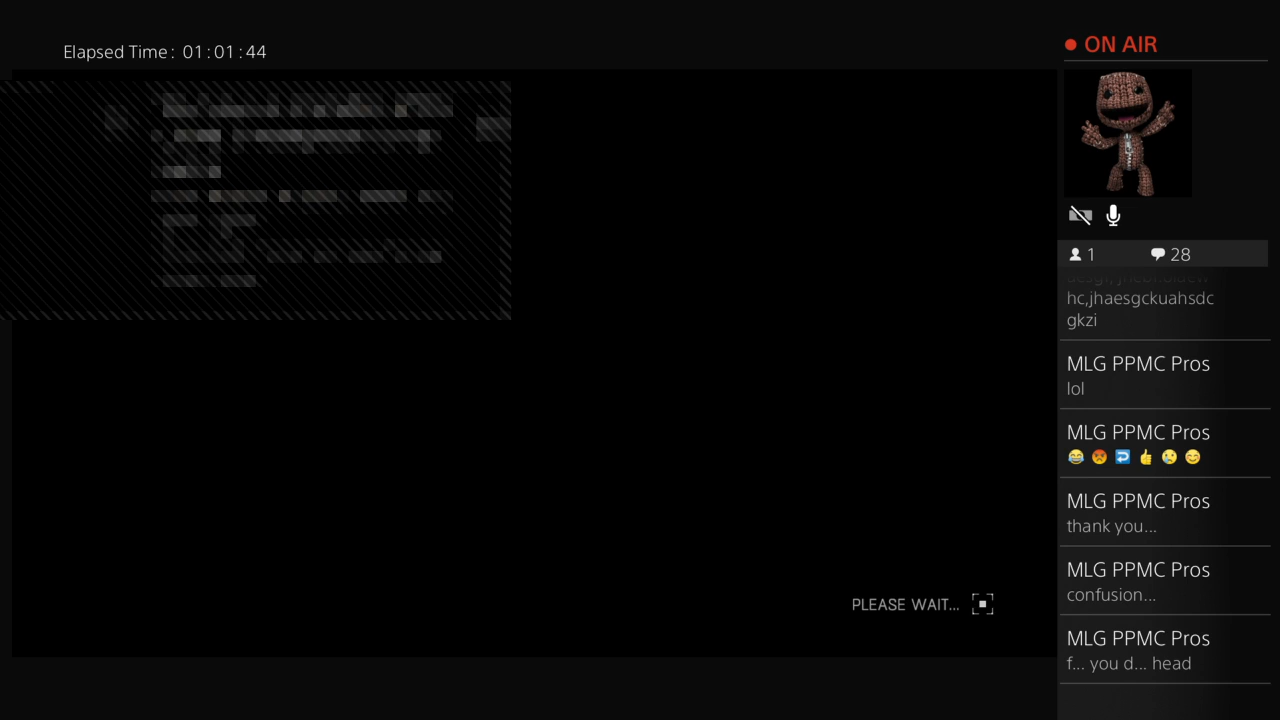 Elapsed Time: 01:01:44
ON AIR
1
28
hc,jhaesgckuahsdc
gkzi
MLG PPMC Pros
lol
MLG PPMC Pros
😂 😡 ↩️ 👍 😢 😊
MLG PPMC Pros
thank you...
MLG PPMC Pros
confusion...
MLG PPMC Pros
f... you d... head
PLEASE WAIT...